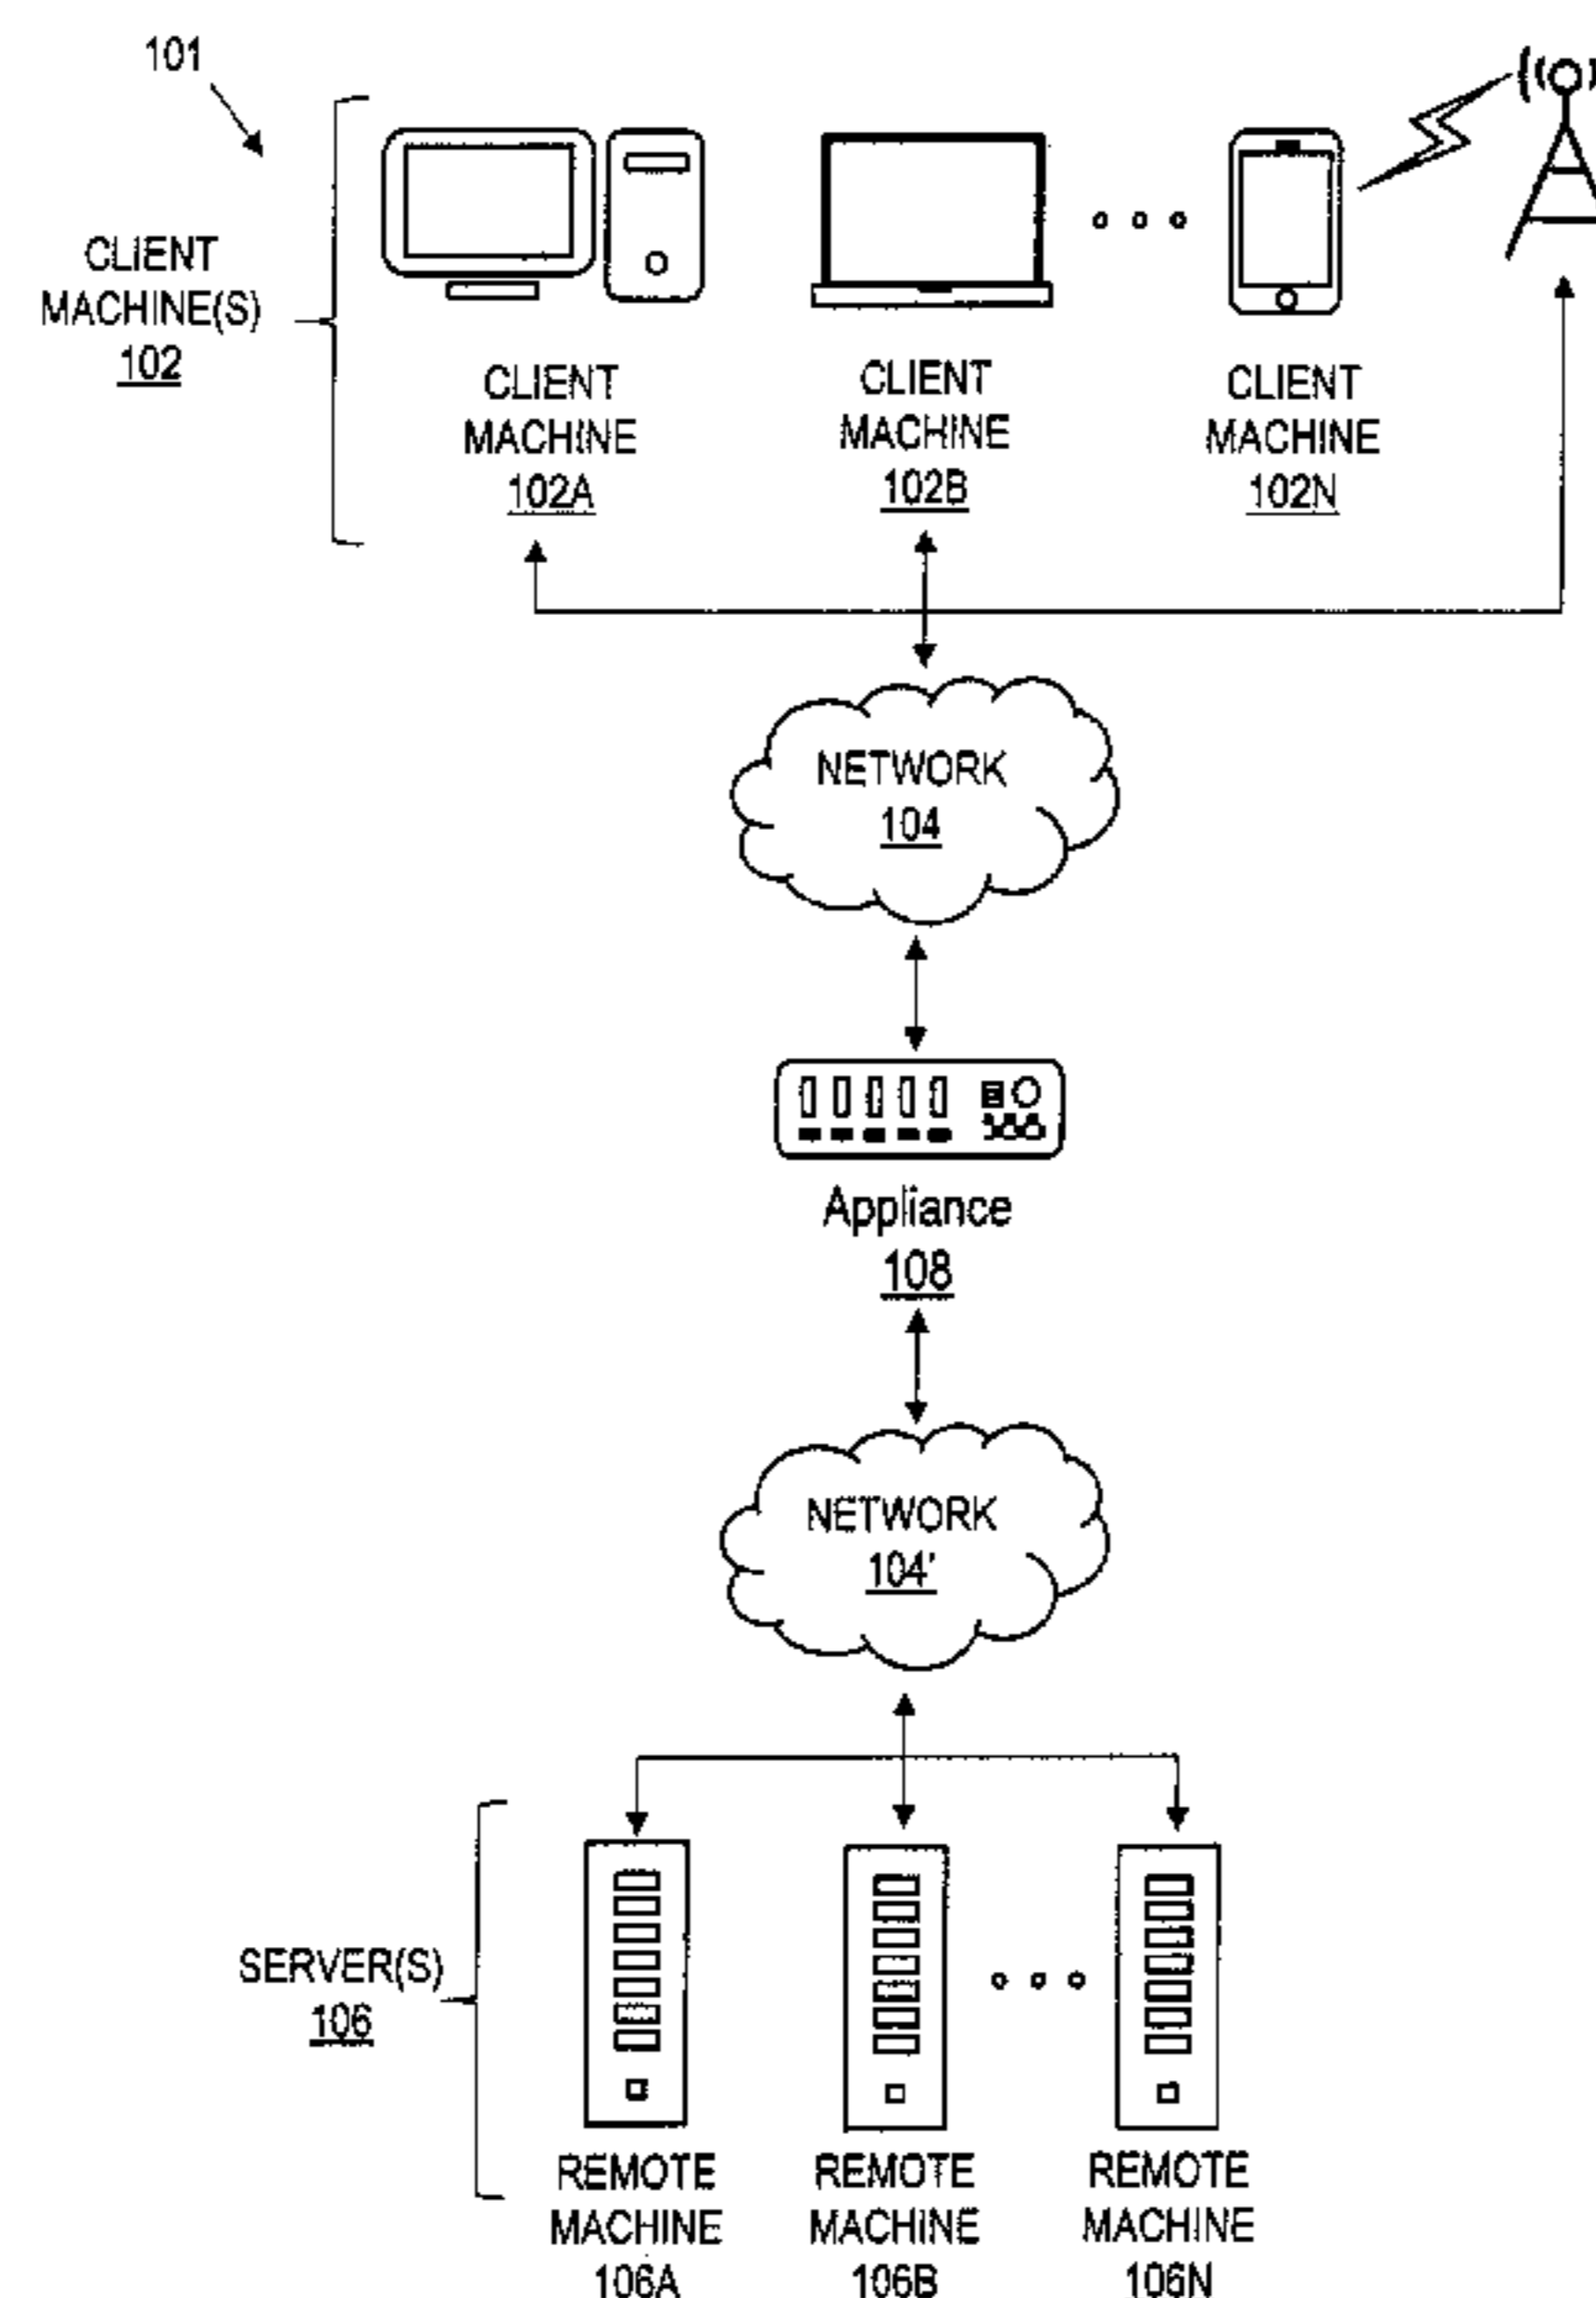 101
CLIENT
MACHINE(S)
102
CLIENT
MACHINE
102A
CLIENT
MACHINE
102B
CLIENT
MACHINE
102N
NETWORK
104
Appliance
108
NETWORK
104'
SERVER(S)
106
REMOTE
MACHINE
106A
REMOTE
MACHINE
106B
REMOTE
MACHINE
106N